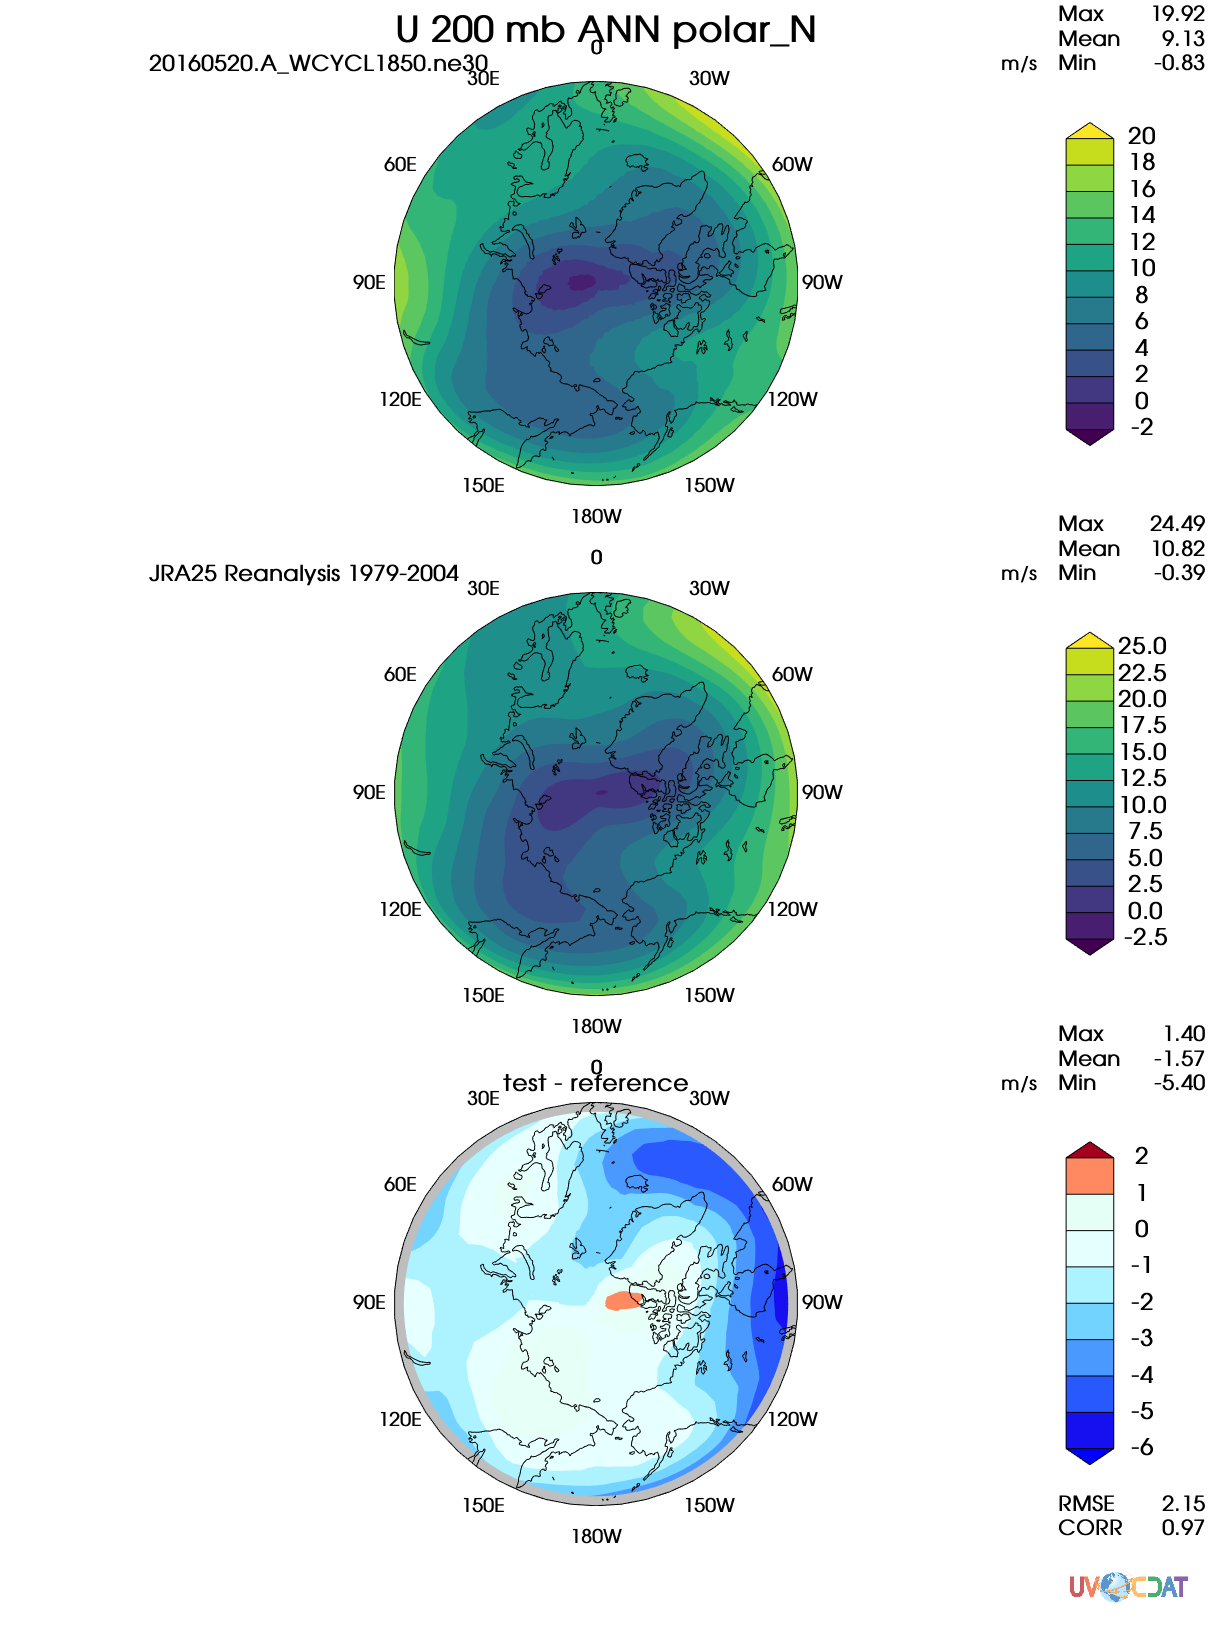 U 200 mb ANN polar_N
20160520.A_WCYCL1850.ne30
m/s
Max 19.92
Mean 9.13
Min -0.83
0
30E
30W
60E
60W
90E
90W
120E
120W
150E
150W
180W
20
18
16
14
12
10
8
6
4
2
0
-2
JRA25 Reanalysis 1979-2004
m/s
Max 24.49
Mean 10.82
Min -0.39
0
30E
30W
60E
60W
90E
90W
120E
120W
150E
150W
180W
25.0
22.5
20.0
17.5
15.0
12.5
10.0
7.5
5.0
2.5
0.0
-2.5
test - reference
m/s
Max 1.40
Mean -1.57
Min -5.40
0
30E
30W
60E
60W
90E
90W
120E
120W
150E
150W
180W
2
1
0
-1
-2
-3
-4
-5
-6
RMSE 2.15
CORR 0.97
UV CDAT